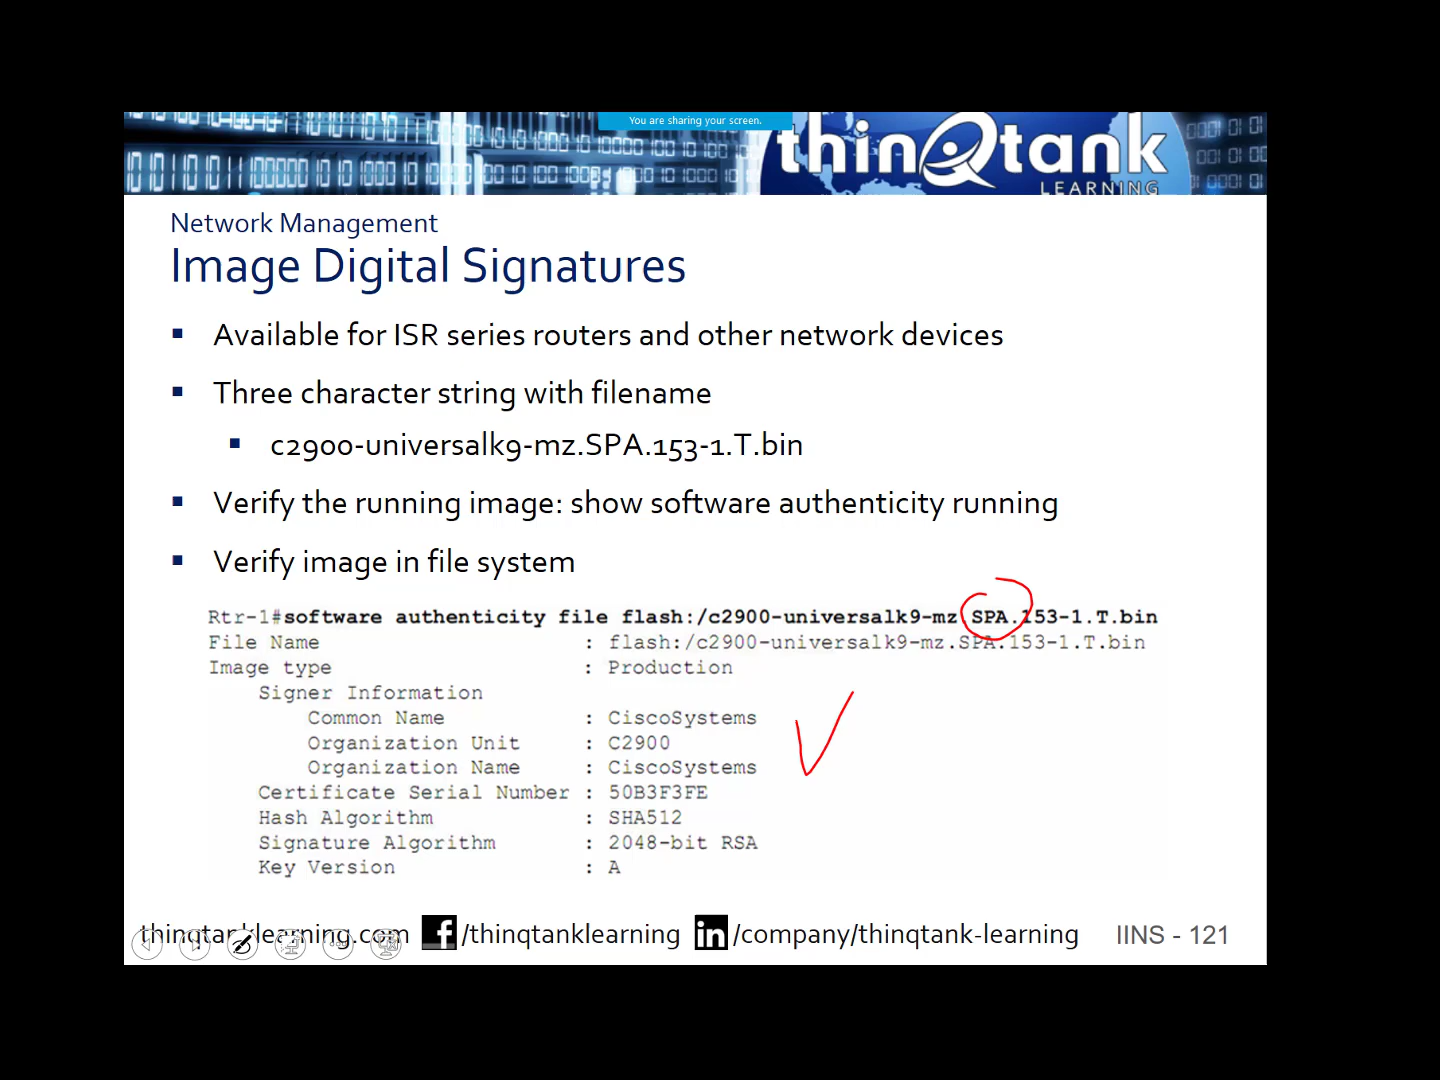 You are sharing your screen.
thinQtank
LEARNING
Network Management
Image Digital Signatures
Available for ISR series routers and other network devices
Three character string with filename
c2900-universalk9-mz.SPA.153-1.T.bin
Verify the running image: show software authenticity running
Verify image in file system
Rtr-1#software authenticity file flash:/c2900-universalk9-mz.SPA.153-1.T.bin
File Name : flash:/c2900-universalk9-mz.SPA.153-1.T.bin
Image type : Production
Signer Information
Common Name : CiscoSystems
Organization Unit : C2900
Organization Name : CiscoSystems
Certificate Serial Number : 50B3F3FE
Hash Algorithm : SHA512
Signature Algorithm : 2048-bit RSA
Key Version : A
thinqtanklearning.com f /thinqtanklearning in /company/thinqtank-learning IINS - 121